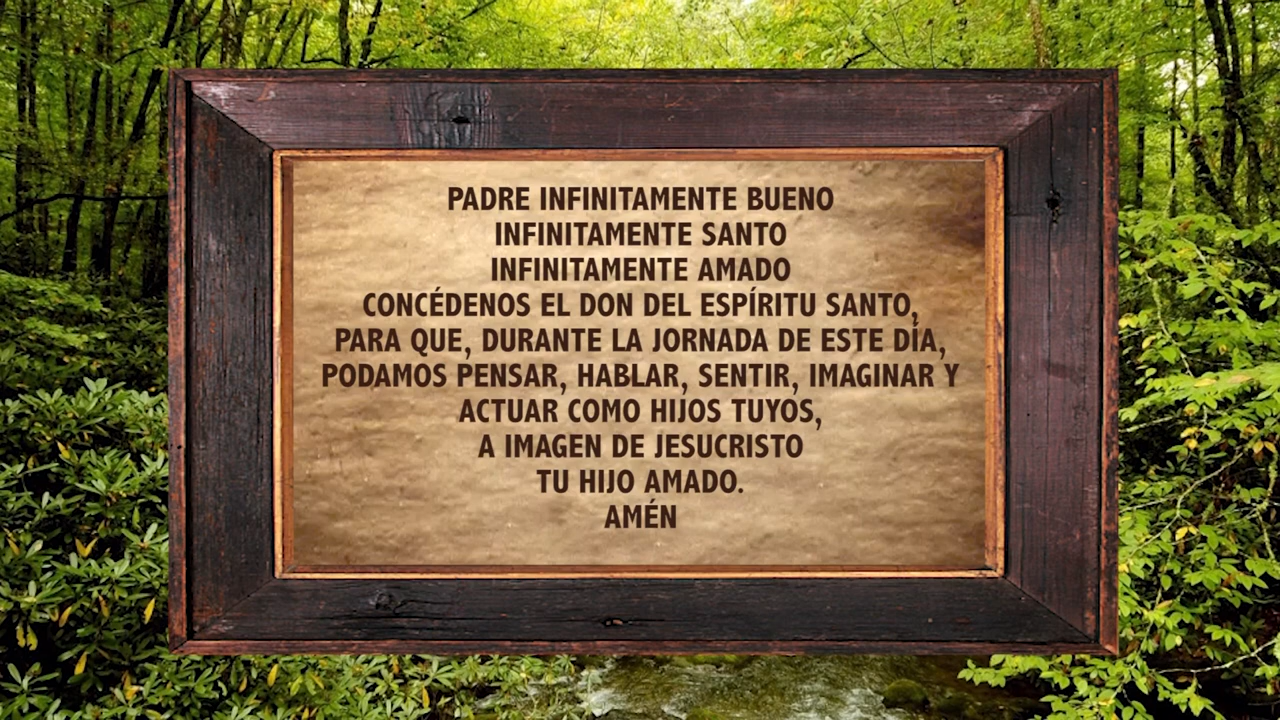 PADRE INFINITAMENTE BUENO
INFINITAMENTE SANTO
INFINITAMENTE AMADO
CONCÉDENOS EL DON DEL ESPÍRITU SANTO,
PARA QUE, DURANTE LA JORNADA DE ESTE DÍA,
PODAMOS PENSAR, HABLAR, SENTIR, IMAGINAR Y
ACTUAR COMO HIJOS TUYOS,
A IMAGEN DE JESUCRISTO
TU HIJO AMADO.
AMÉN